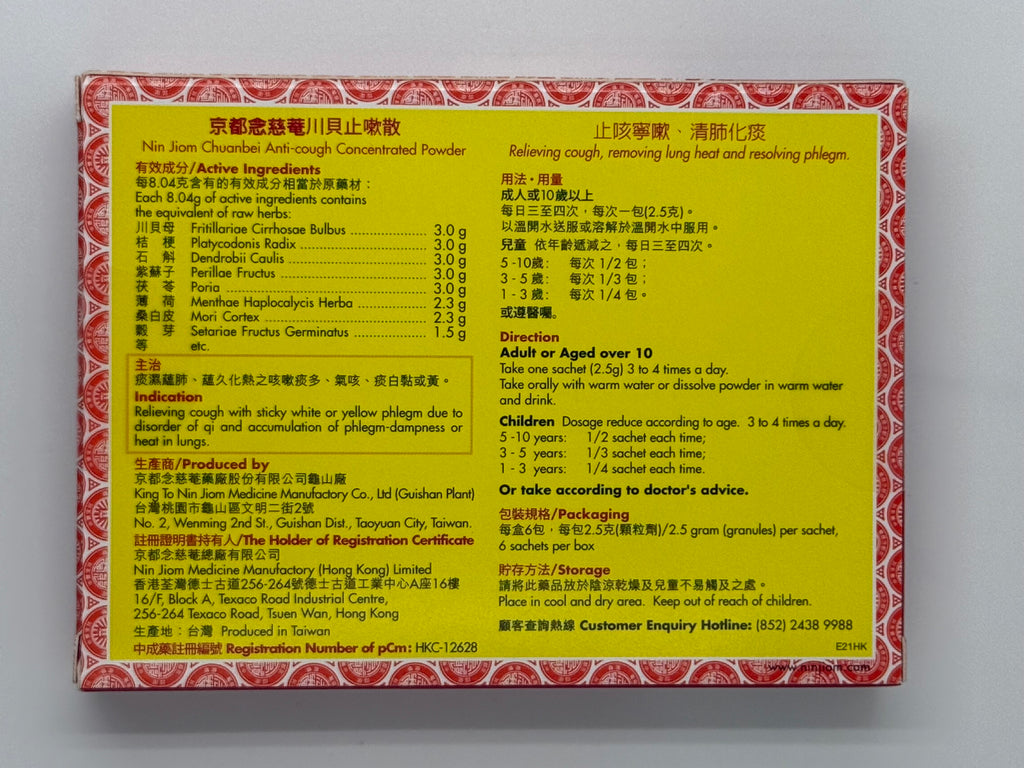 京都念慈菴川貝止嗽散
Nin Jiom Chuanbei Anti-cough Concentrated Powder
有效成分/Active Ingredients
每8.04克含有的有效成分相當於原藥材：
Each 8.04g of active ingredients contains
the equivalent of raw herbs:
川貝母 Fritillariae Cirrhosae Bulbus 3.0 g
桔梗 Platycodonis Radix 3.0 g
石斛 Dendrobii Caulis 3.0 g
紫蘇子 Perillae Fructus 3.0 g
茯苓 Poria 3.0 g
薄荷 Menthae Haplocalycis Herba 2.3 g
桑白皮 Mori Cortex 2.3 g
穀芽 Setariae Fructus Germinatus 1.5 g
等 etc.
主治
痰濕蘊肺、蘊久化熱之咳嗽痰多、氣咳、痰白黏或黃。
Indication
Relieving cough with sticky white or yellow phlegm due to
disorder of qi and accumulation of phlegm-dampness or
heat in lungs.
生產商/Produced by
京都念慈菴藥廠股份有限公司龜山廠
King To Nin Jiom Medicine Manufactory Co., Ltd (Guishan Plant)
台灣桃園市龜山區文明二街2號
No. 2, Wenming 2nd St., Guishan Dist., Taoyuan City, Taiwan.
註冊證明書持有人/The Holder of Registration Certificate
京都念慈菴總廠有限公司
Nin Jiom Medicine Manufactory (Hong Kong) Limited
香港荃灣德士古道256-264號德士古道工業中心A座16樓
16/F, Block A, Texaco Road Industrial Centre,
256-264 Texaco Road, Tsuen Wan, Hong Kong
生產地：台灣 Produced in Taiwan
中成藥註冊編號 Registration Number of pCm: HKC-12628
止咳寧嗽、清肺化痰
Relieving cough, removing lung heat and resolving phlegm.
用法・用量
成人或10歲以上
每日三至四次，每次一包(2.5克)。
以溫開水送服或溶解於溫開水中服用。
兒童 依年齡遞減之，每日三至四次。
5 -10歲： 每次 1/2 包；
3 - 5 歲： 每次 1/3 包；
1 - 3 歲： 每次 1/4 包。
或遵醫囑。
Direction
Adult or Aged over 10
Take one sachet (2.5g) 3 to 4 times a day.
Take orally with warm water or dissolve powder in warm water
and drink.
Children Dosage reduce according to age. 3 to 4 times a day.
5 -10 years: 1/2 sachet each time;
3 - 5 years: 1/3 sachet each time;
1 - 3 years: 1/4 sachet each time.
Or take according to doctor's advice.
包裝規格/Packaging
每盒6包，每包2.5克(顆粒劑)/2.5 gram (granules) per sachet,
6 sachets per box
貯存方法/Storage
請將此藥品放於陰涼乾燥及兒童不易觸及之處。
Place in cool and dry area. Keep out of reach of children.
顧客查詢熱線 Customer Enquiry Hotline: (852) 2438 9988
E21HK
www.ninjiom.com